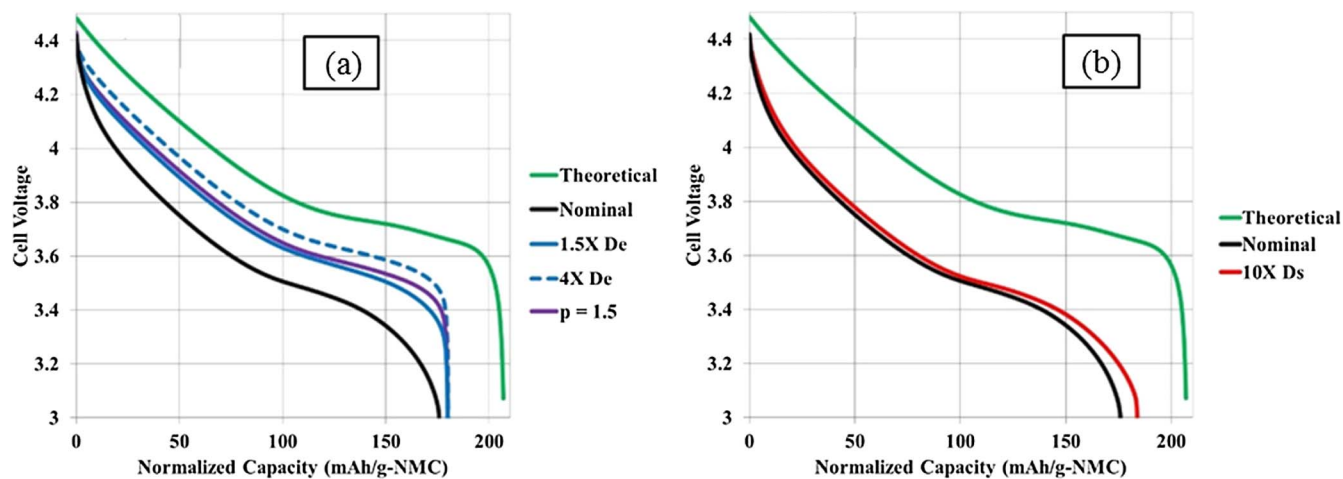 (a)
4.4
4.2
4
3.8
3.6
3.4
3.2
3
Cell Voltage
0 50 100 150 200
Normalized Capacity (mAh/g-NMC)
Theoretical
Nominal
1.5X De
4X De
p = 1.5
(b)
4.4
4.2
4
3.8
3.6
3.4
3.2
3
Cell Voltage
0 50 100 150 200
Normalized Capacity (mAh/g-NMC)
Theoretical
Nominal
10X Ds